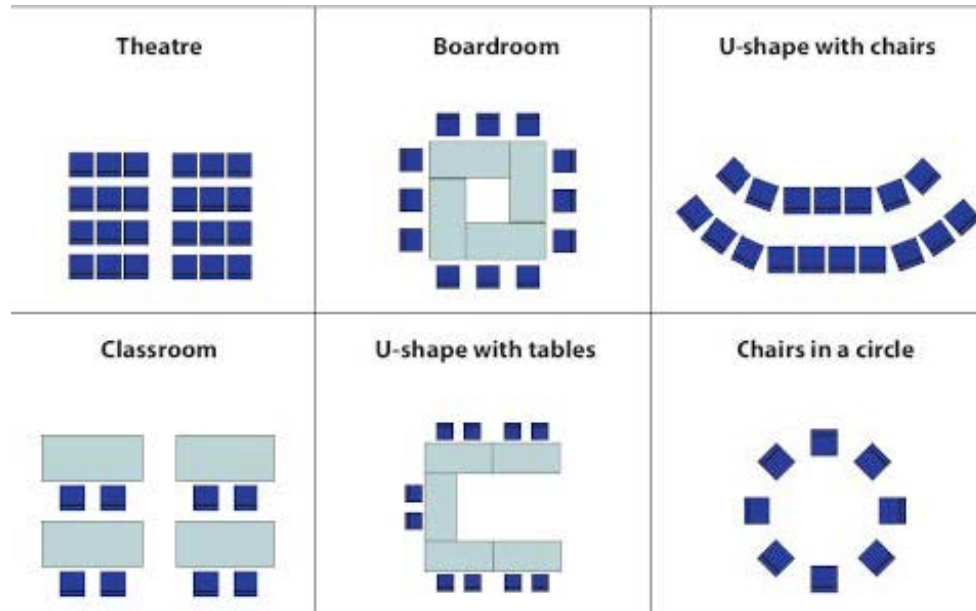 Theatre
Boardroom
U-shape with chairs
Classroom
U-shape with tables
Chairs in a circle